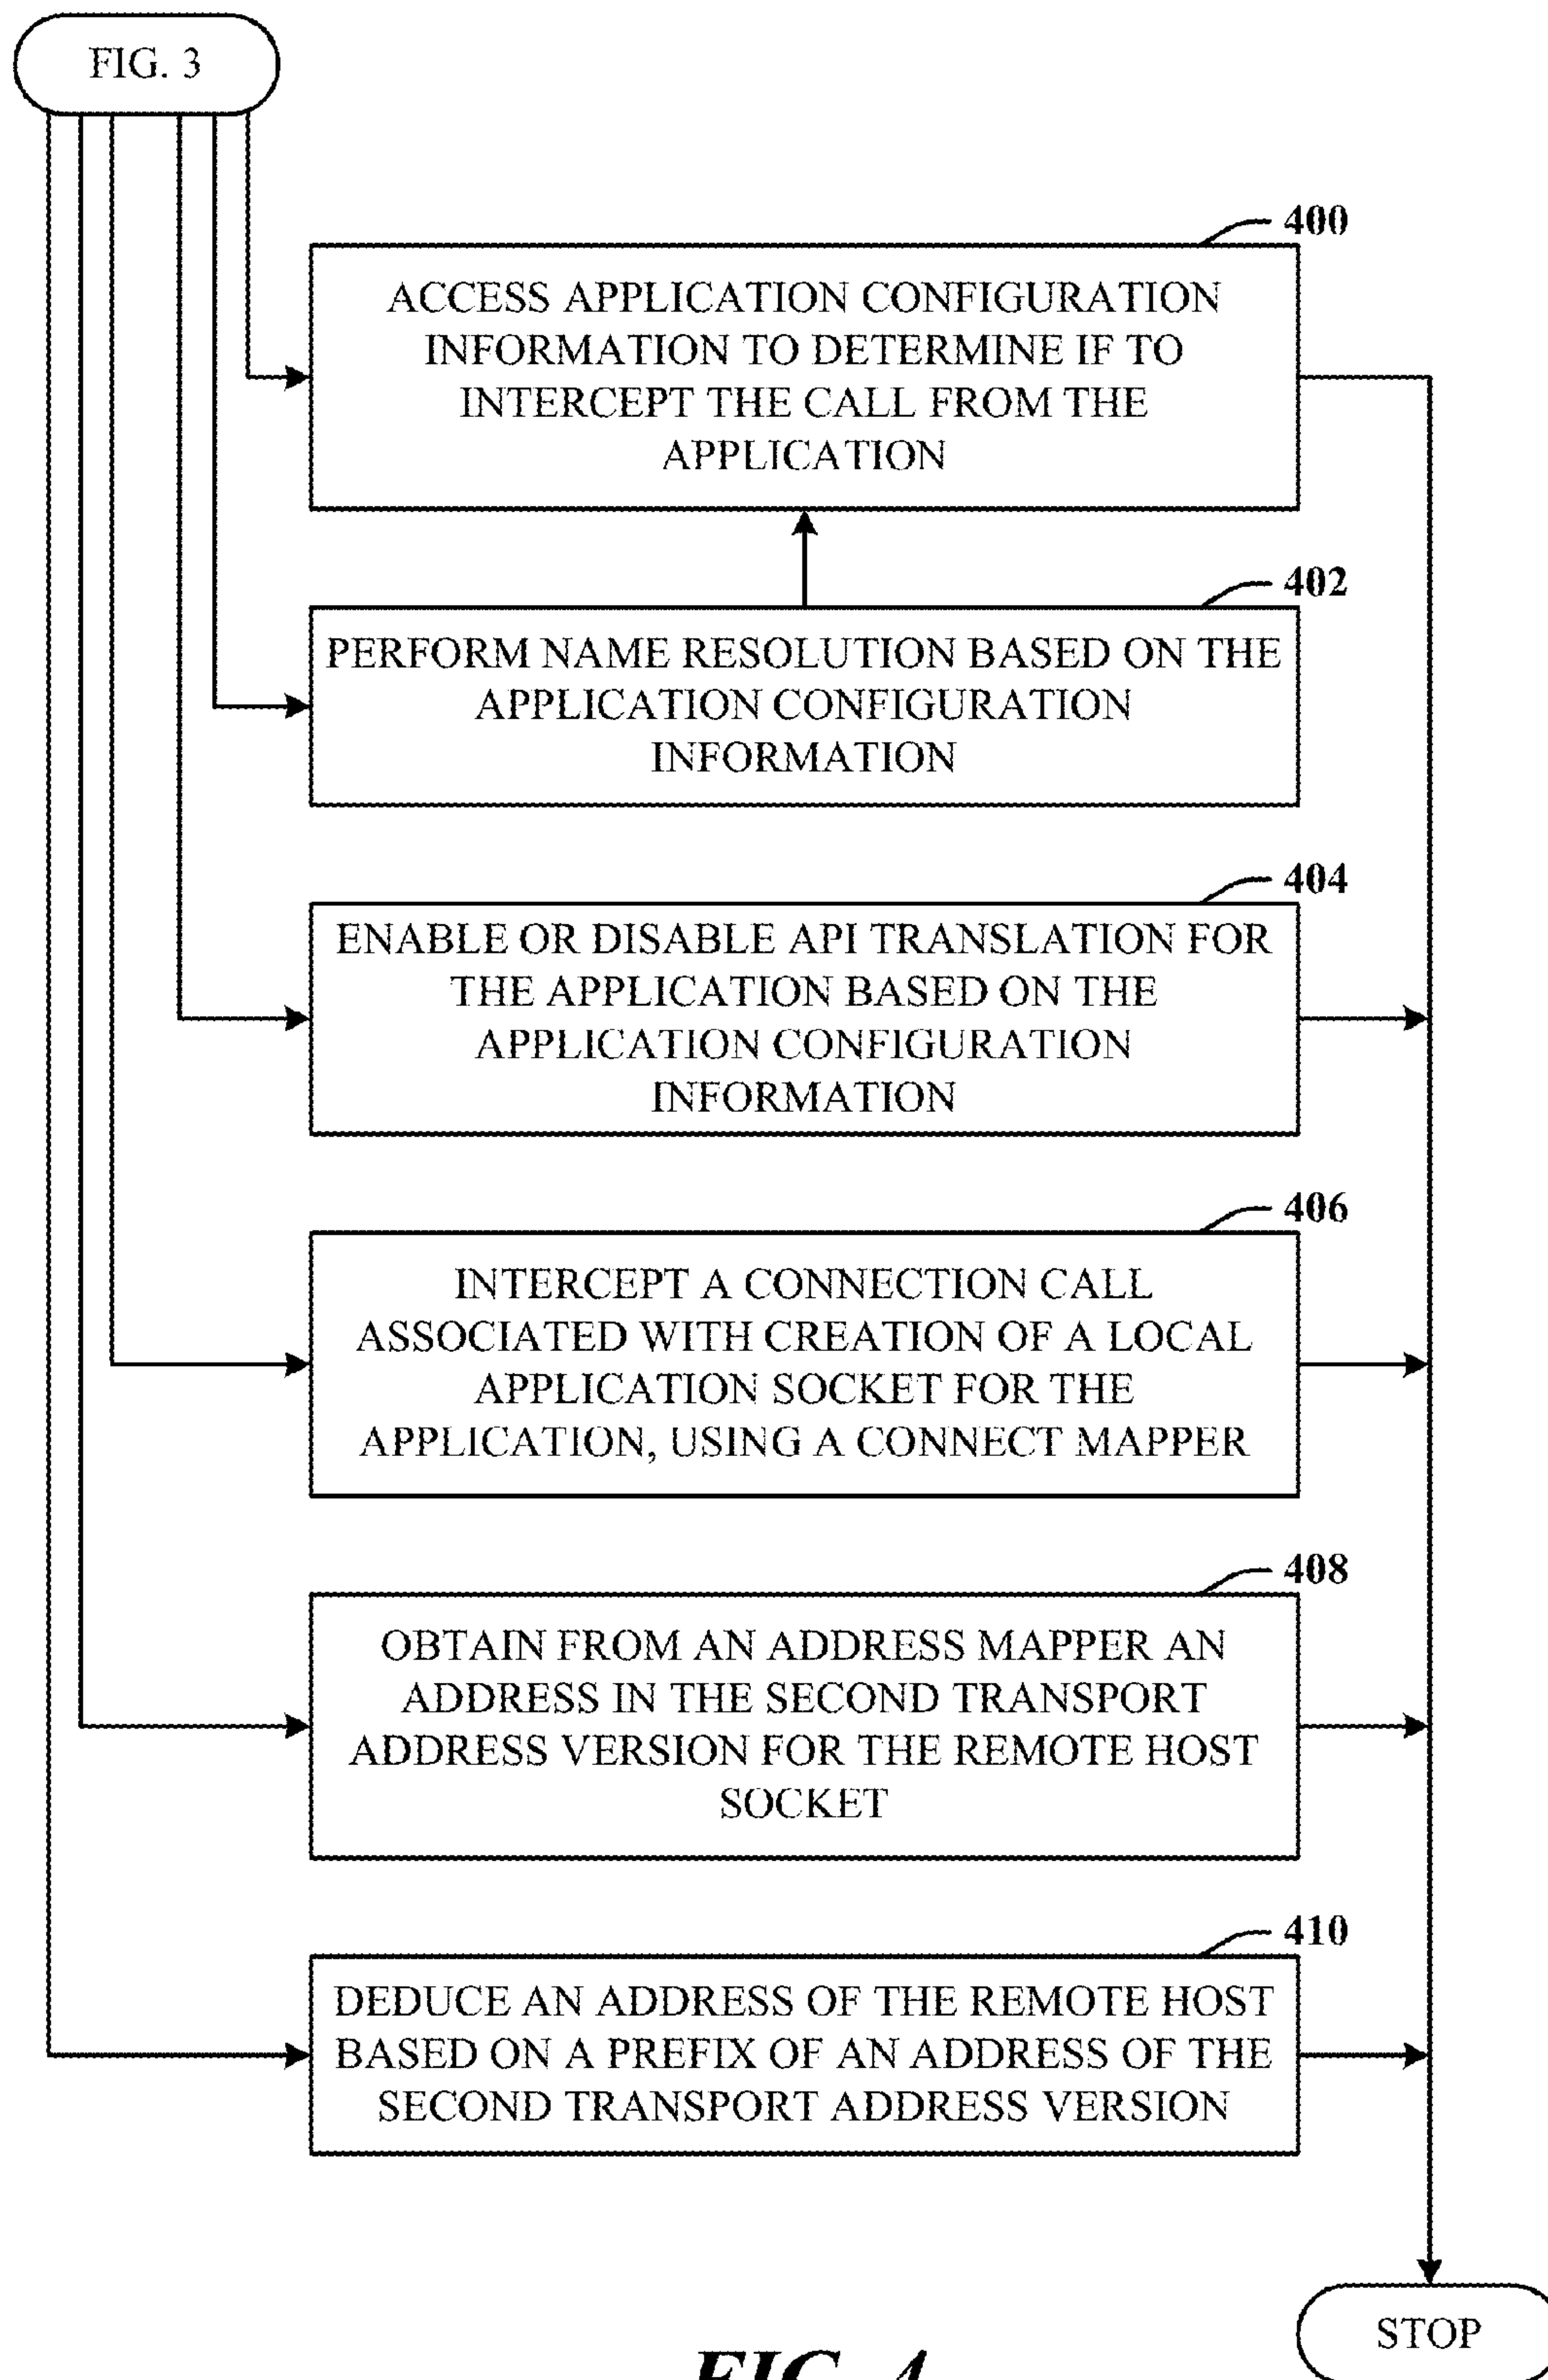 FIG. 3
400
ACCESS APPLICATION CONFIGURATION
INFORMATION TO DETERMINE IF TO
INTERCEPT THE CALL FROM THE
APPLICATION
402
PERFORM NAME RESOLUTION BASED ON THE
APPLICATION CONFIGURATION
INFORMATION
404
ENABLE OR DISABLE API TRANSLATION FOR
THE APPLICATION BASED ON THE
APPLICATION CONFIGURATION
INFORMATION
406
INTERCEPT A CONNECTION CALL
ASSOCIATED WITH CREATION OF A LOCAL
APPLICATION SOCKET FOR THE
APPLICATION, USING A CONNECT MAPPER
408
OBTAIN FROM AN ADDRESS MAPPER AN
ADDRESS IN THE SECOND TRANSPORT
ADDRESS VERSION FOR THE REMOTE HOST
SOCKET
410
DEDUCE AN ADDRESS OF THE REMOTE HOST
BASED ON A PREFIX OF AN ADDRESS OF THE
SECOND TRANSPORT ADDRESS VERSION
STOP
FIG. 4